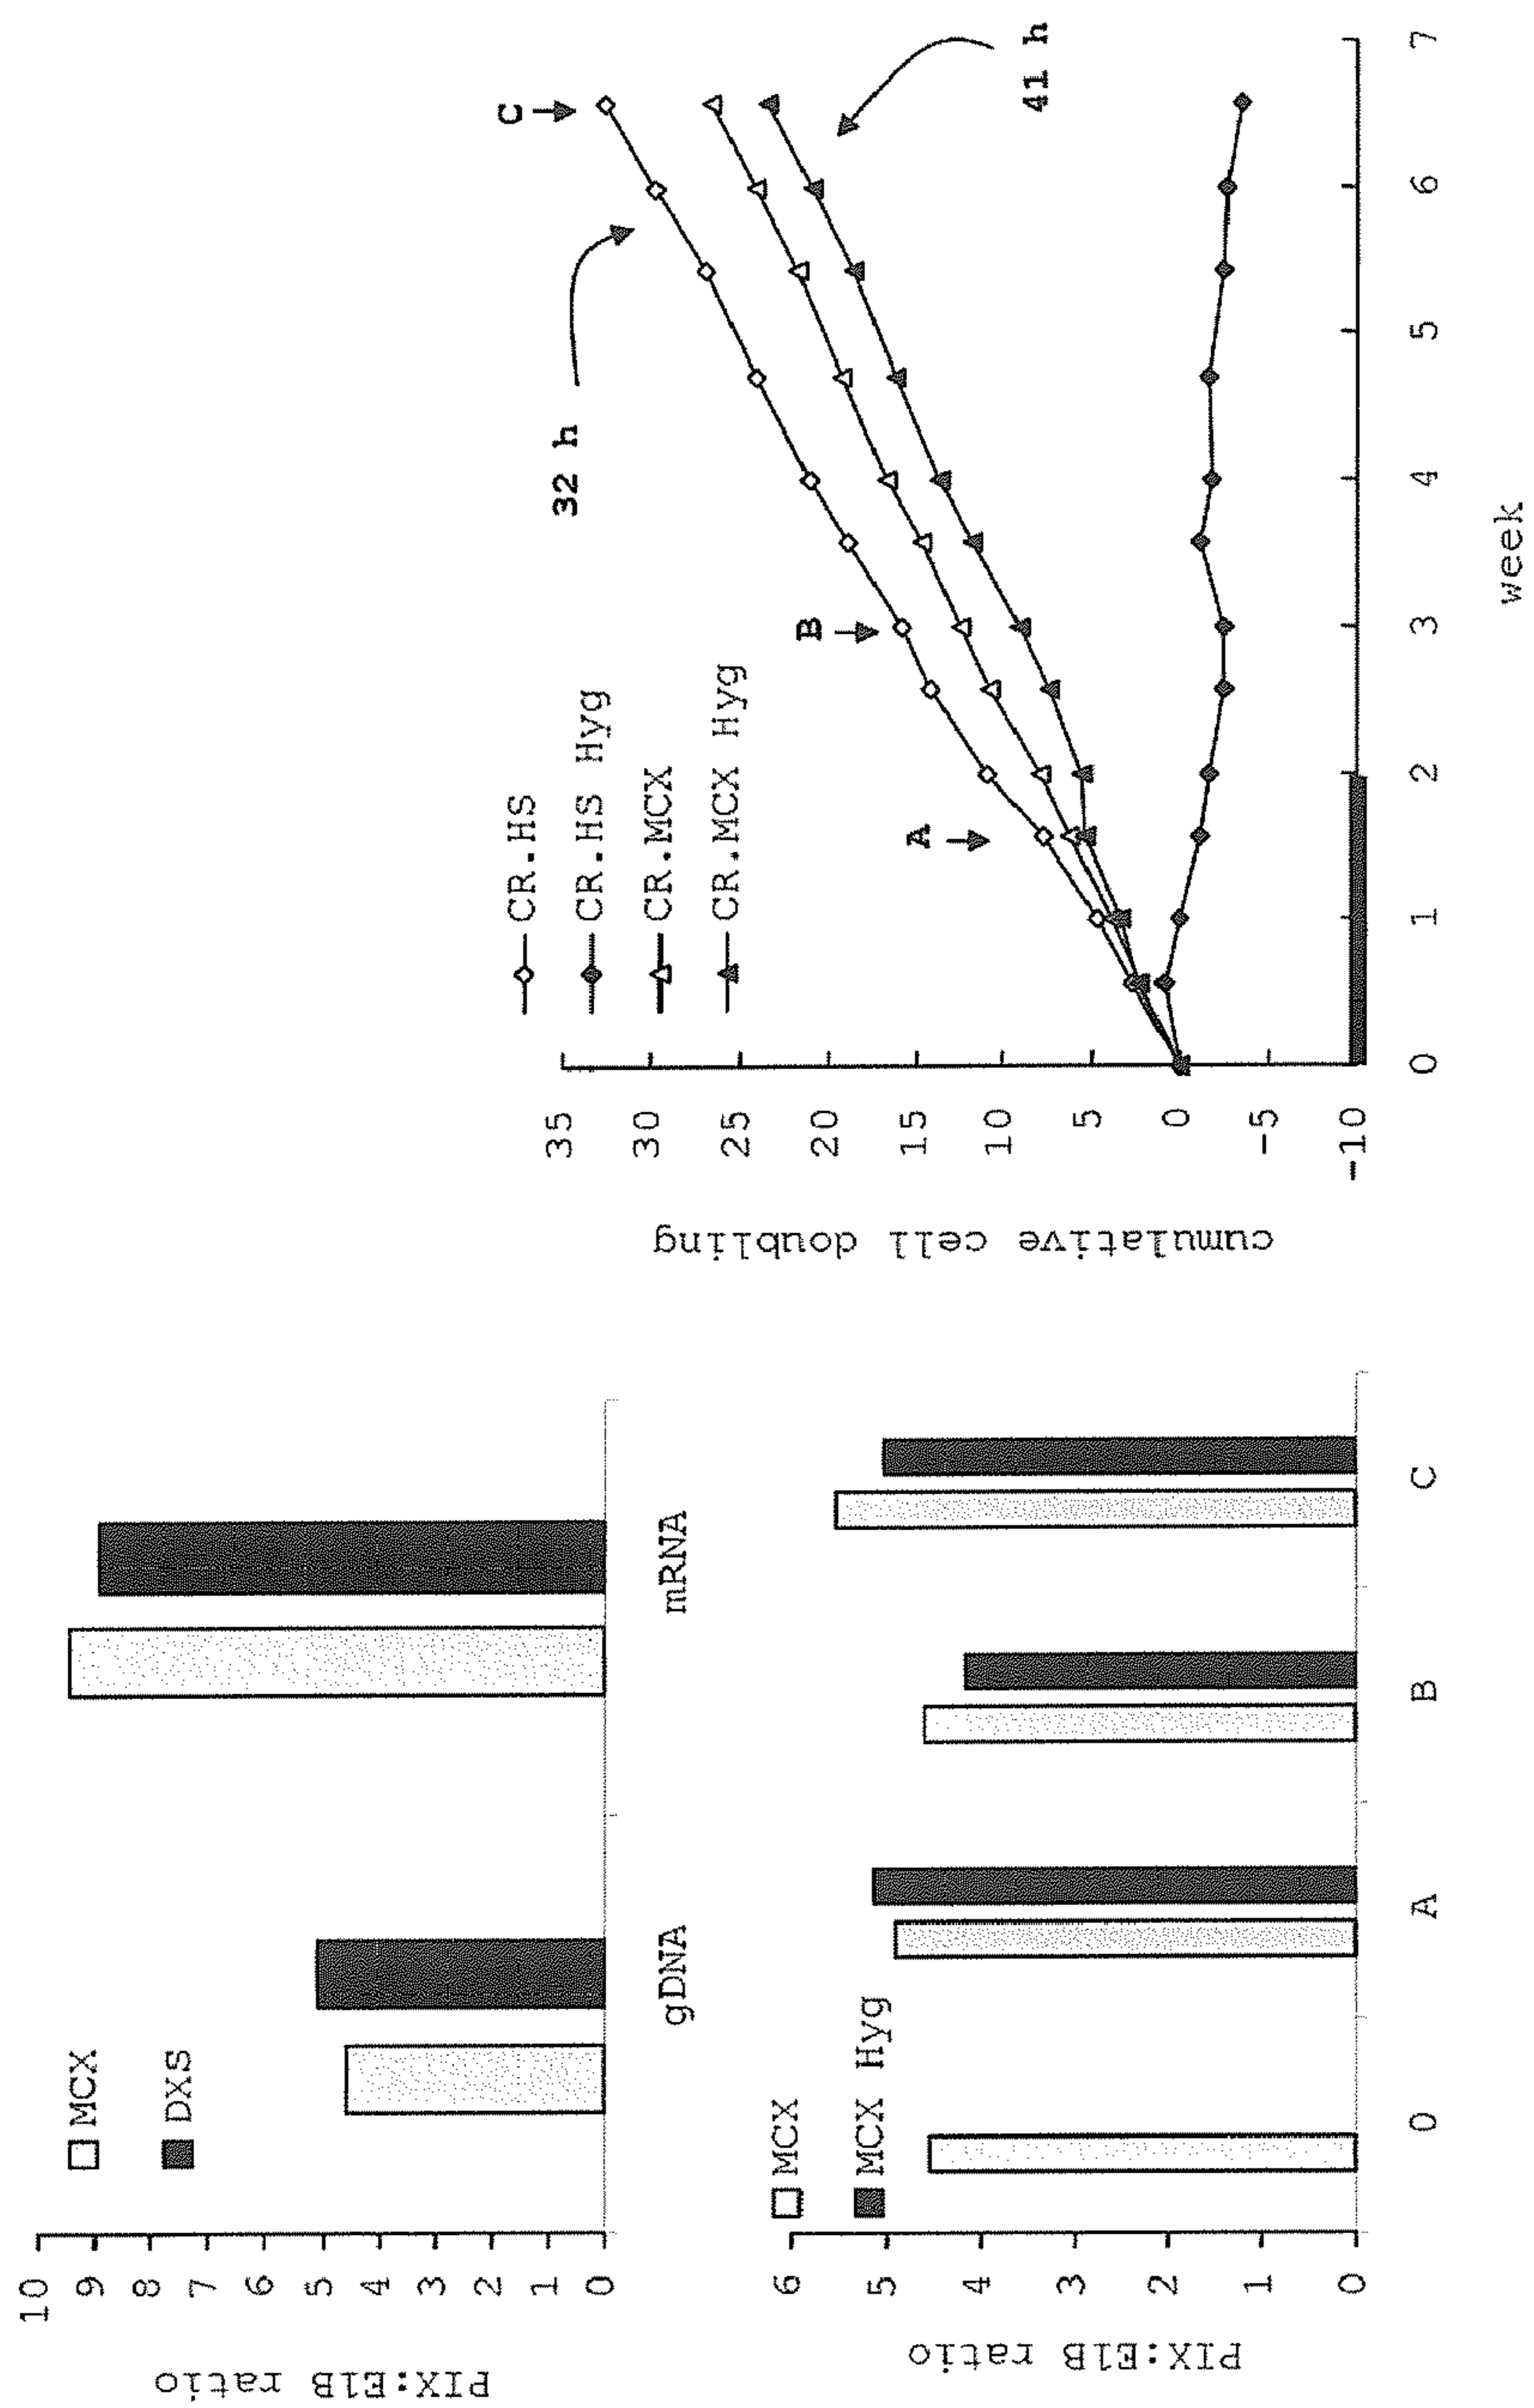 PIX:E1B ratio
10
9
8
7
6
5
4
3
2
1
0
MCX
DXS
gDNA
mRNA
PIX:E1B ratio
6
5
4
3
2
1
0
MCX
MCX Hyg
0
A
B
C
cumulative cell doubling
35
30
25
20
15
10
5
0
-5
-10
CR.HS
CR.HS Hyg
CR.MCX
CR.MCX Hyg
A
B
C
32 h
41 h
0
1
2
3
4
5
6
7
week